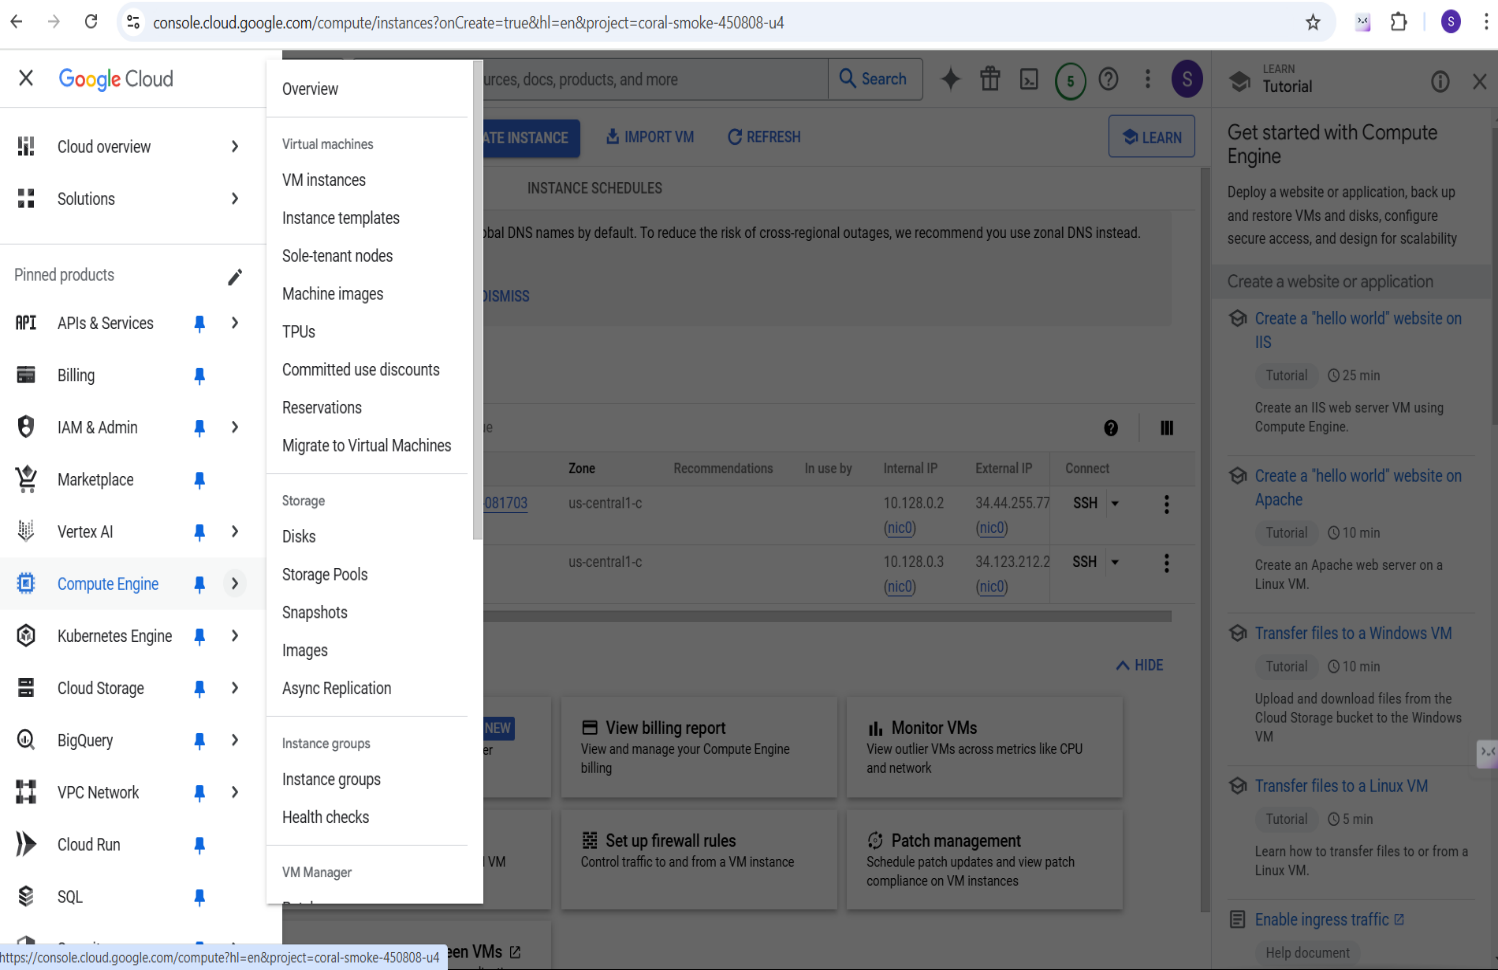 console.cloud.google.com/compute/instances?onCreate=true&hl=en&project=coral-smoke-450808-u4
S
Google Cloud
Cloud overview
Solutions
Pinned products
API APIs & Services
Billing
IAM & Admin
Marketplace
Vertex AI
Compute Engine
Kubernetes Engine
Cloud Storage
BigQuery
VPC Network
Cloud Run
SQL
https://console.cloud.google.com/compute?hl=en&project=coral-smoke-450808-u4
Overview
Virtual machines
VM instances
Instance templates
Sole-tenant nodes
Machine images
TPUs
Committed use discounts
Reservations
Migrate to Virtual Machines
Storage
Disks
Storage Pools
Snapshots
Images
Async Replication
Instance groups
Instance groups
Health checks
VM Manager
urces, docs, products, and more
Search
5
S
ATE INSTANCE
IMPORT VM
REFRESH
LEARN
INSTANCE SCHEDULES
obal DNS names by default. To reduce the risk of cross-regional outages, we recommend you use zonal DNS instead.
DISMISS
ue
Zone Recommendations In use by Internal IP External IP Connect
-081703 us-central1-c 10.128.0.2 34.44.255.77 SSH
(nic0) (nic0)
us-central1-c 10.128.0.3 34.123.212.2 SSH
(nic0) (nic0)
HIDE
NEW
er
View billing report
View and manage your Compute Engine
billing
Monitor VMs
View outlier VMs across metrics like CPU
and network
VM
Set up firewall rules
Control traffic to and from a VM instance
Patch management
Schedule patch updates and view patch
compliance on VM instances
een VMs
LEARN
Tutorial
Get started with Compute
Engine
Deploy a website or application, back up
and restore VMs and disks, configure
secure access, and design for scalability
Create a website or application
Create a "hello world" website on
IIS
Tutorial 25 min
Create an IIS web server VM using
Compute Engine.
Create a "hello world" website on
Apache
Tutorial 10 min
Create an Apache web server on a
Linux VM.
Transfer files to a Windows VM
Tutorial 10 min
Upload and download files from the
Cloud Storage bucket to the Windows
VM
Transfer files to a Linux VM
Tutorial 5 min
Learn how to transfer files to or from a
Linux VM.
Enable ingress traffic
Help document